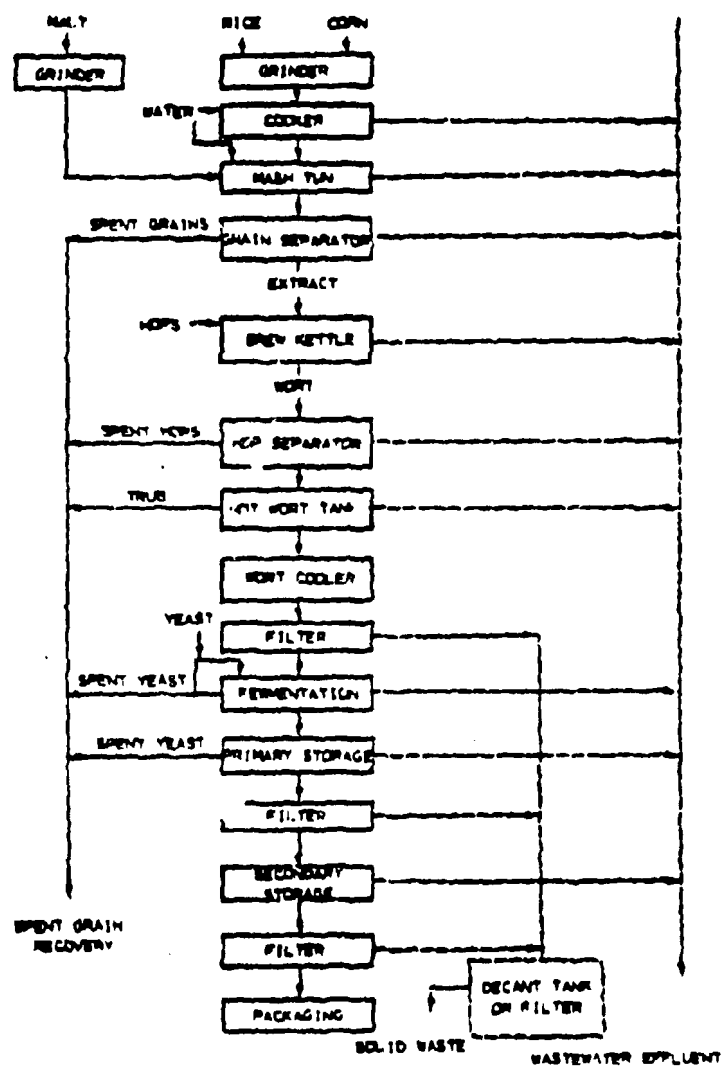 MALT
RICE
CORN
GRINDER
GRINDER
WATER
COOKER
MASH TUN
SPENT GRAINS
GRAIN SEPARATOR
EXTRACT
HOPS
BREW KETTLE
WORT
SPENT HOPS
HOP SEPARATOR
TRUB
HOT WORT TANK
WORT COOLER
YEAST
FILTER
SPENT YEAST
FERMENTATION
SPENT YEAST
PRIMARY STORAGE
FILTER
SECONDARY
STORAGE
SPENT GRAIN
RECOVERY
FILTER
DECANT TANK
OR FILTER
PACKAGING
SOLID WASTE
WASTEWATER EFFLUENT